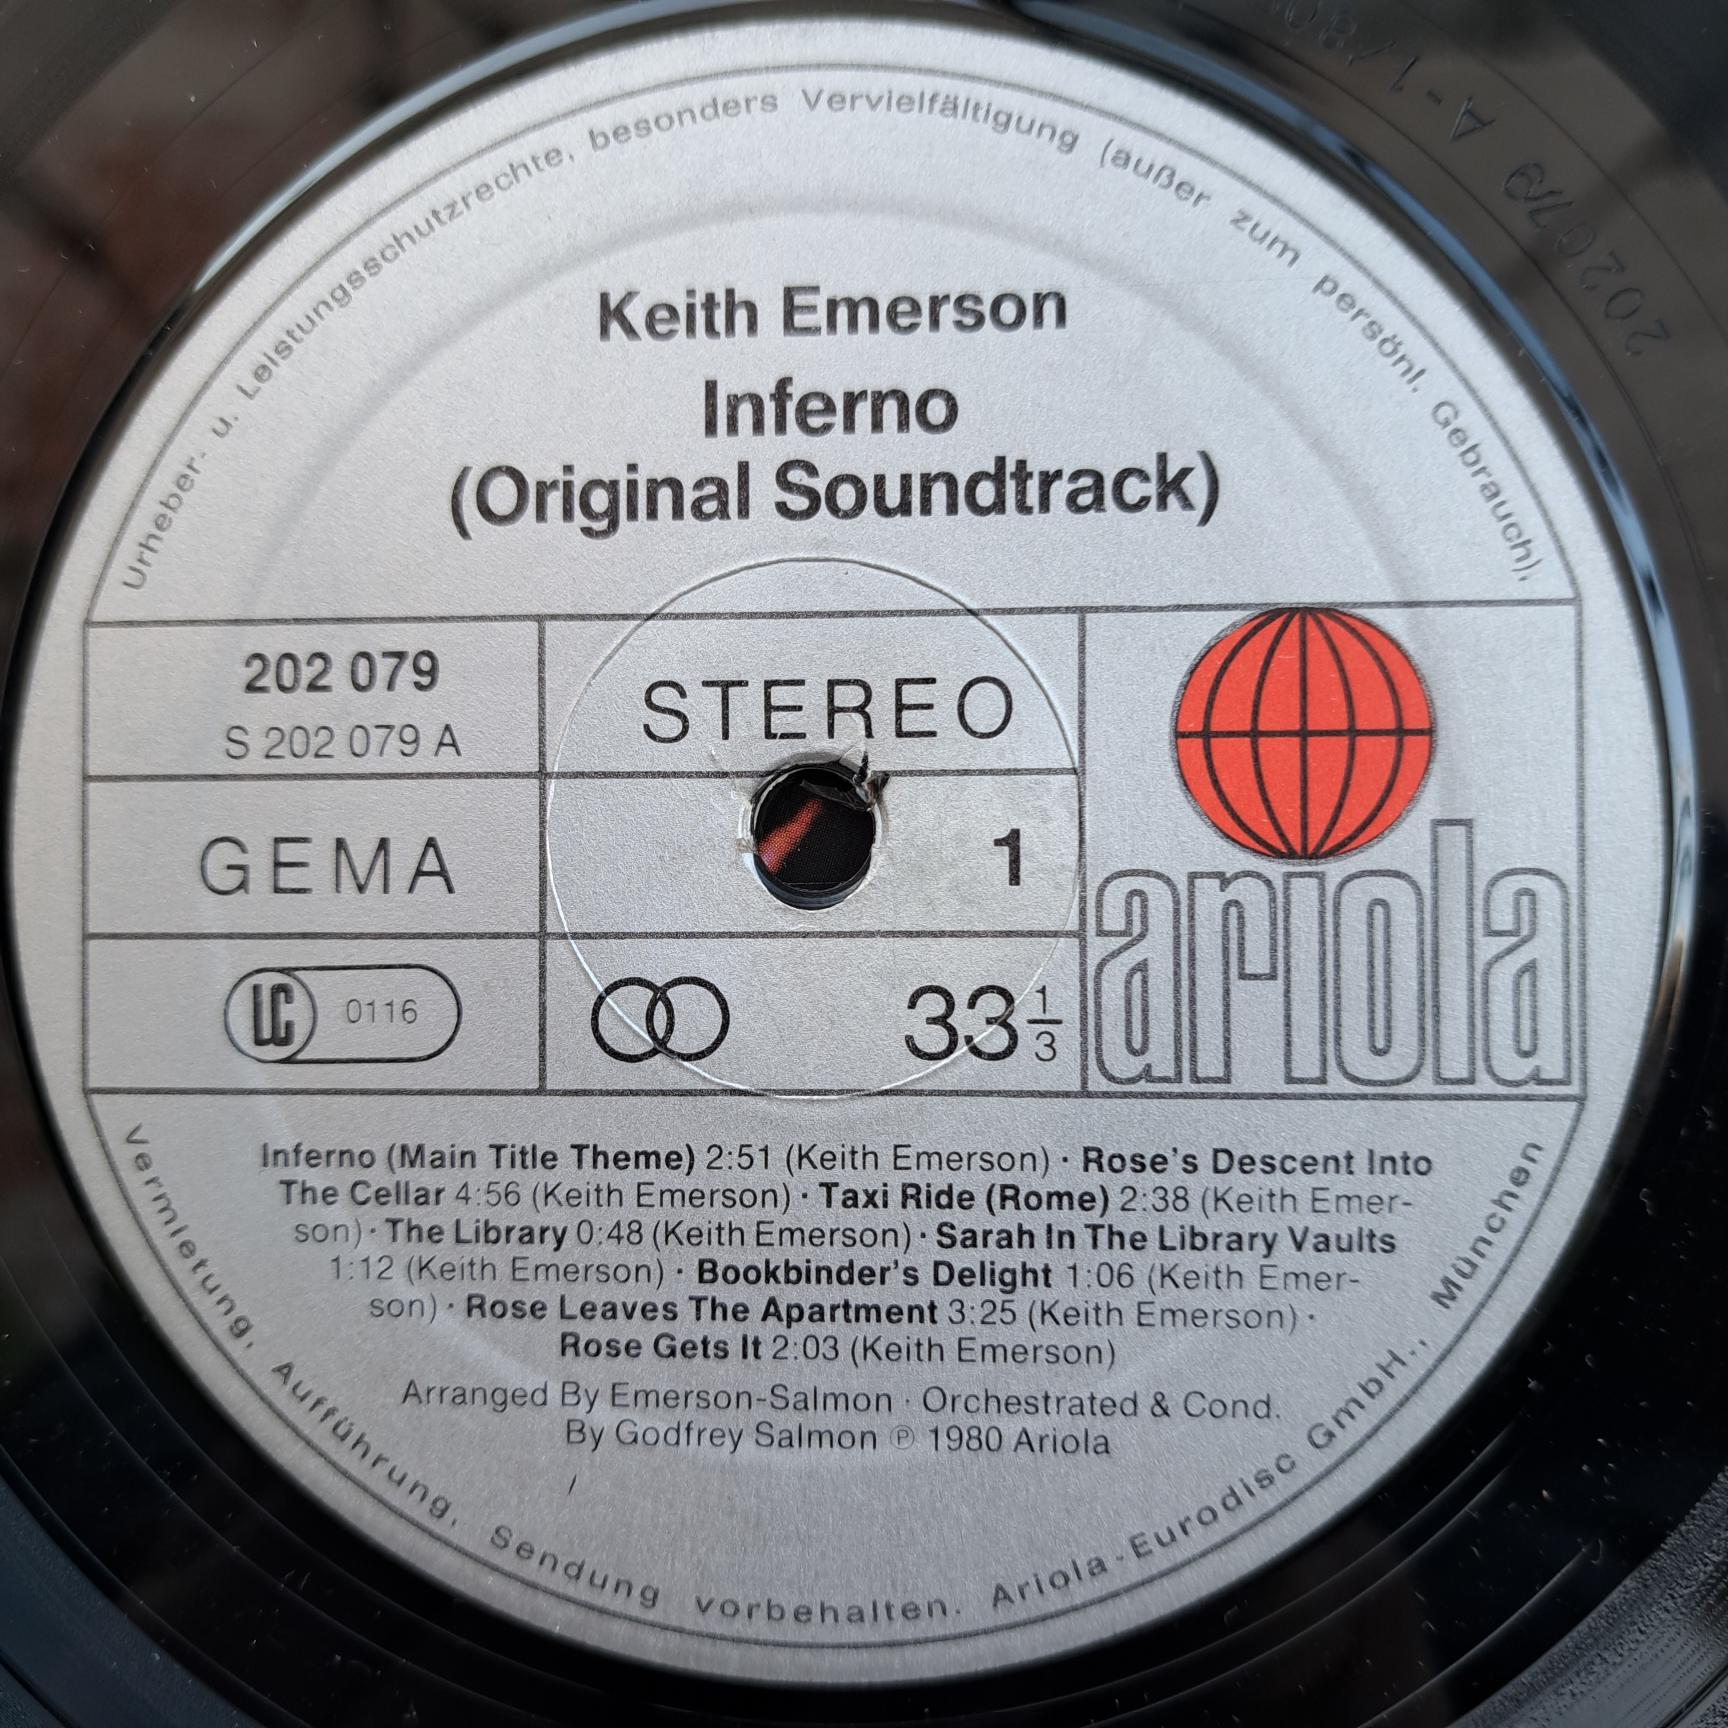 Urheber- u. Leistungsschutzrechte, besonders Vervielfältigung (außer zum persönl. Gebrauch),
Keith Emerson
Inferno
(Original Soundtrack)
202 079
S 202 079 A
STEREO
GEMA
1
LC 0116
33 1/3
ariola
Inferno (Main Title Theme) 2:51 (Keith Emerson) · Rose's Descent Into
The Cellar 4:56 (Keith Emerson) · Taxi Ride (Rome) 2:38 (Keith Emer-
son) · The Library 0:48 (Keith Emerson) · Sarah In The Library Vaults
1:12 (Keith Emerson) · Bookbinder's Delight 1:06 (Keith Emer-
son) · Rose Leaves The Apartment 3:25 (Keith Emerson) ·
Rose Gets It 2:03 (Keith Emerson)
Arranged By Emerson-Salmon · Orchestrated & Cond.
By Godfrey Salmon ℗ 1980 Ariola
Vermietung, Aufführung, Sendung vorbehalten. Ariola-Eurodisc GmbH., München
202079 A-1/80